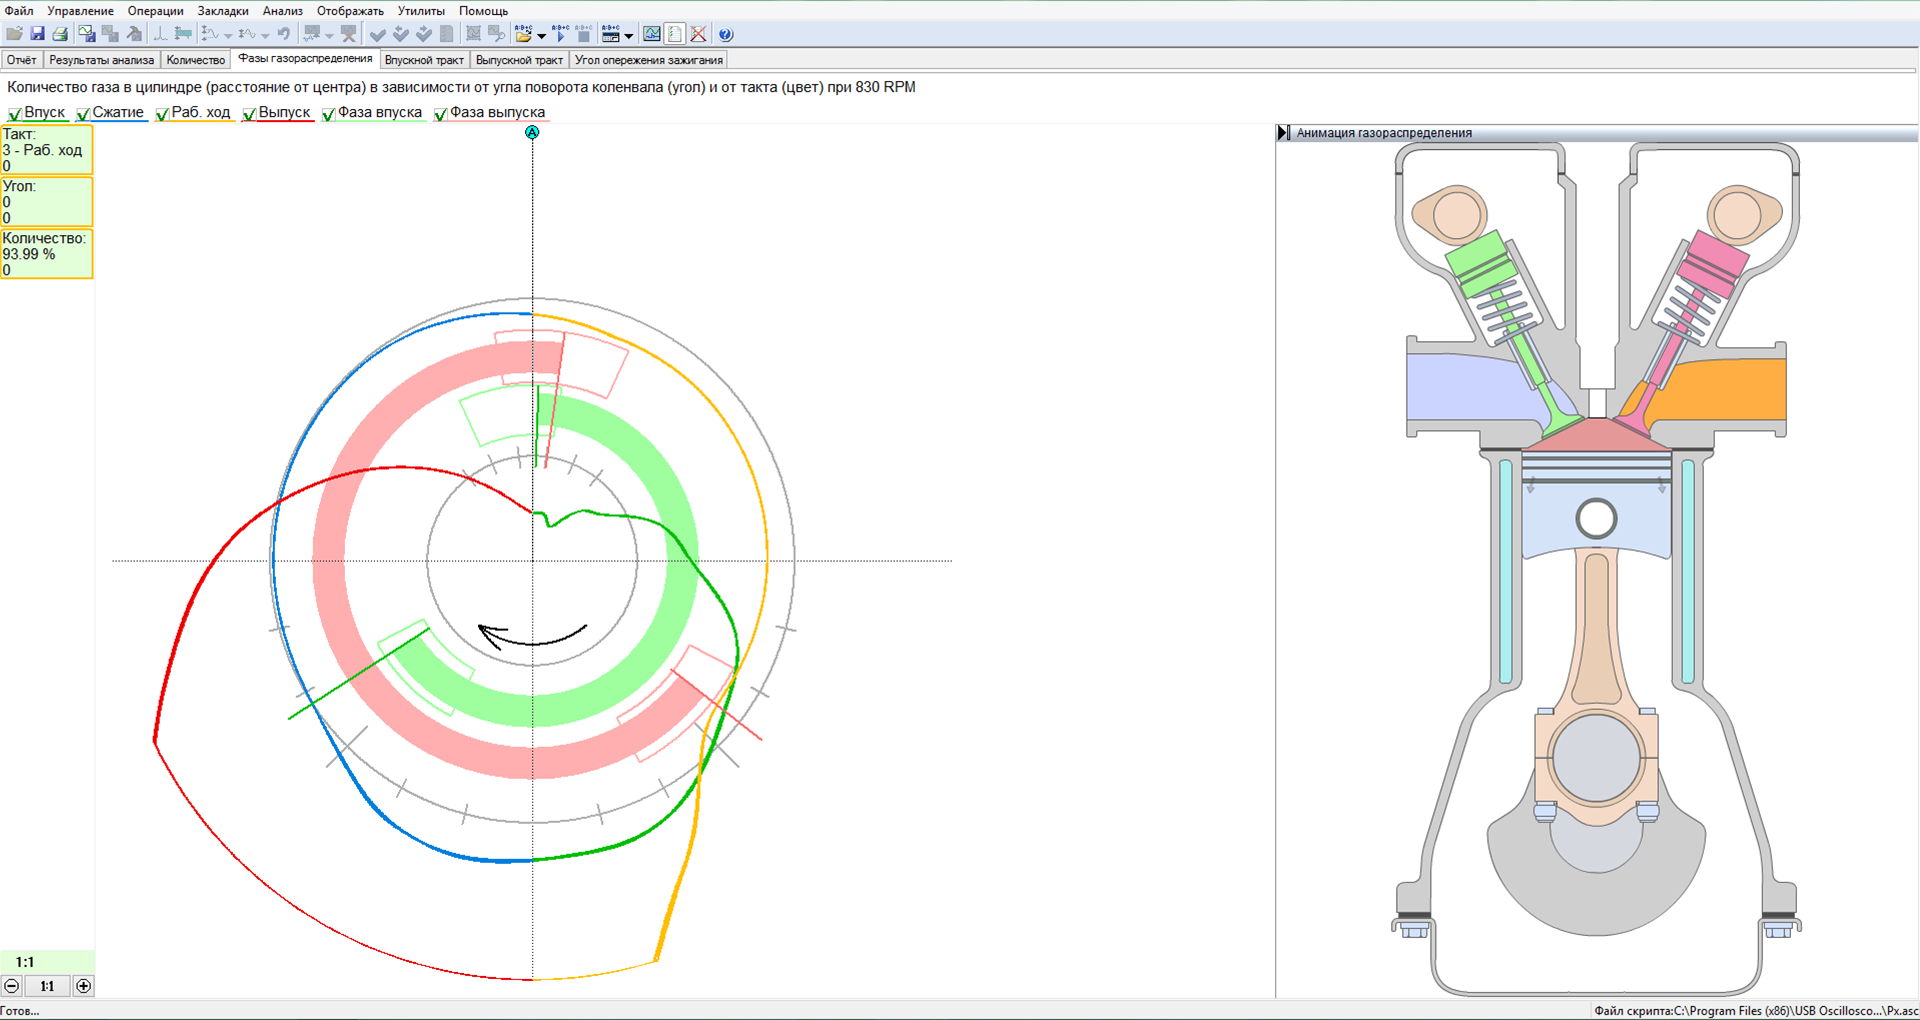 Файл Управление Операции Закладки Анализ Отображать Утилиты Помощь
A:B+C A:B+C A:B+C A:B+C
Отчёт Результаты анализа Количество Фазы газораспределения Впускной тракт Выпускной тракт Угол опережения зажигания
Количество газа в цилиндре (расстояние от центра) в зависимости от угла поворота коленвала (угол) и от такта (цвет) при 830 RPM
Впуск Сжатие Раб. ход Выпуск Фаза впуска Фаза выпуска
Такт:
3 - Раб. ход
0
Угол:
0
0
Количество:
93.99 %
0
A
Анимация газораспределения
1:1
1:1
Готов...
Файл скрипта:C:\Program Files (x86)\USB Oscillosco...\Px.asc